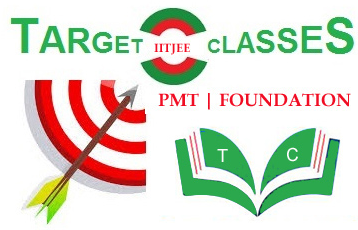 TARGET IITJEE CLASSES
PMT | FOUNDATION
T C